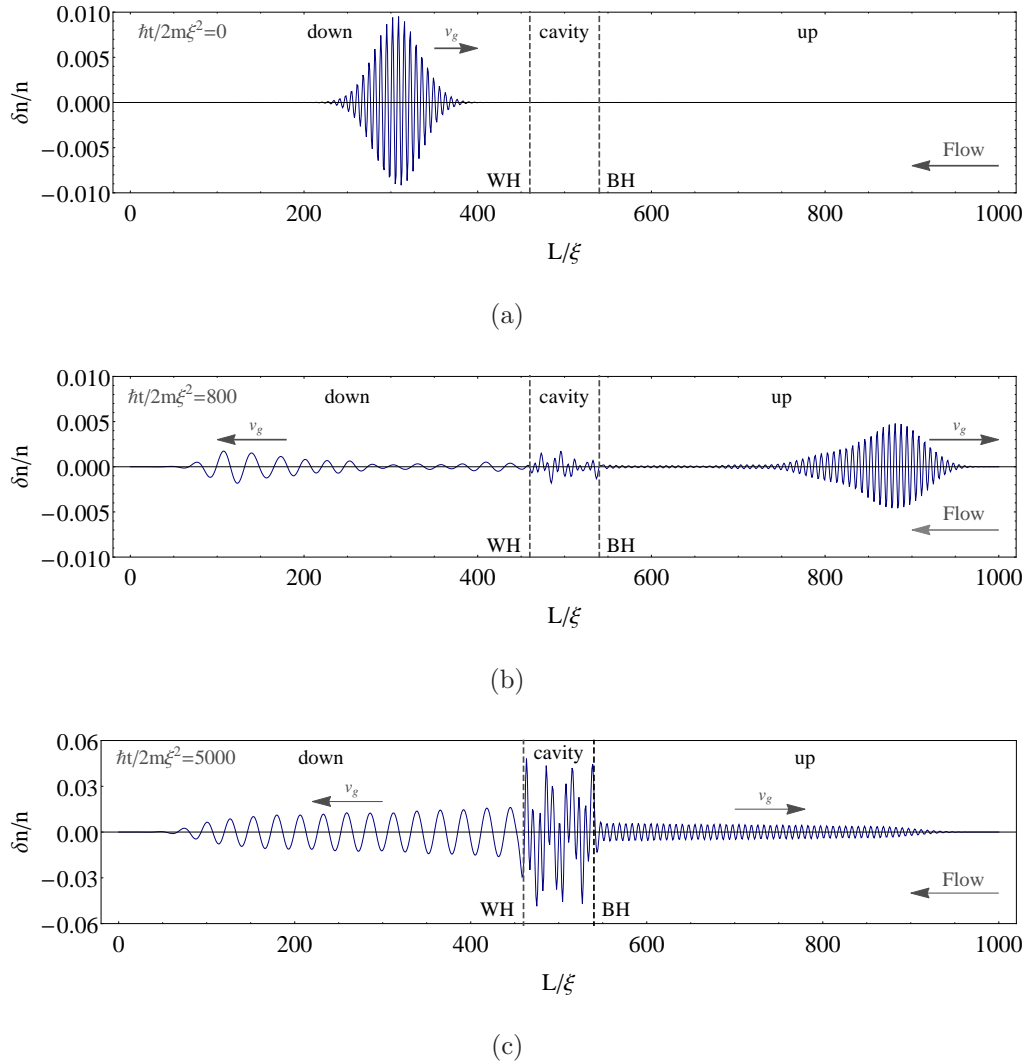 ħt/2mξ²=0
down
cavity
up
v_g
0.010
0.005
0.000
−0.005
−0.010
δn/n
Flow
WH
BH
0
200
400
600
800
1000
L/ξ
(a)
ħt/2mξ²=800
down
cavity
up
v_g
v_g
0.010
0.005
0.000
−0.005
−0.010
δn/n
Flow
WH
BH
0
200
400
600
800
1000
L/ξ
(b)
ħt/2mξ²=5000
down
cavity
up
v_g
v_g
0.06
0.03
0.00
−0.03
−0.06
δn/n
Flow
WH
BH
0
200
400
600
800
1000
L/ξ
(c)